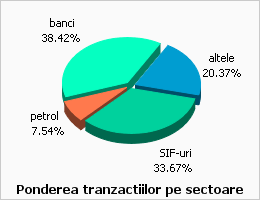 banci
38.42%
altele
20.37%
petrol
7.54%
SIF-uri
33.67%
Ponderea tranzactiilor pe sectoare